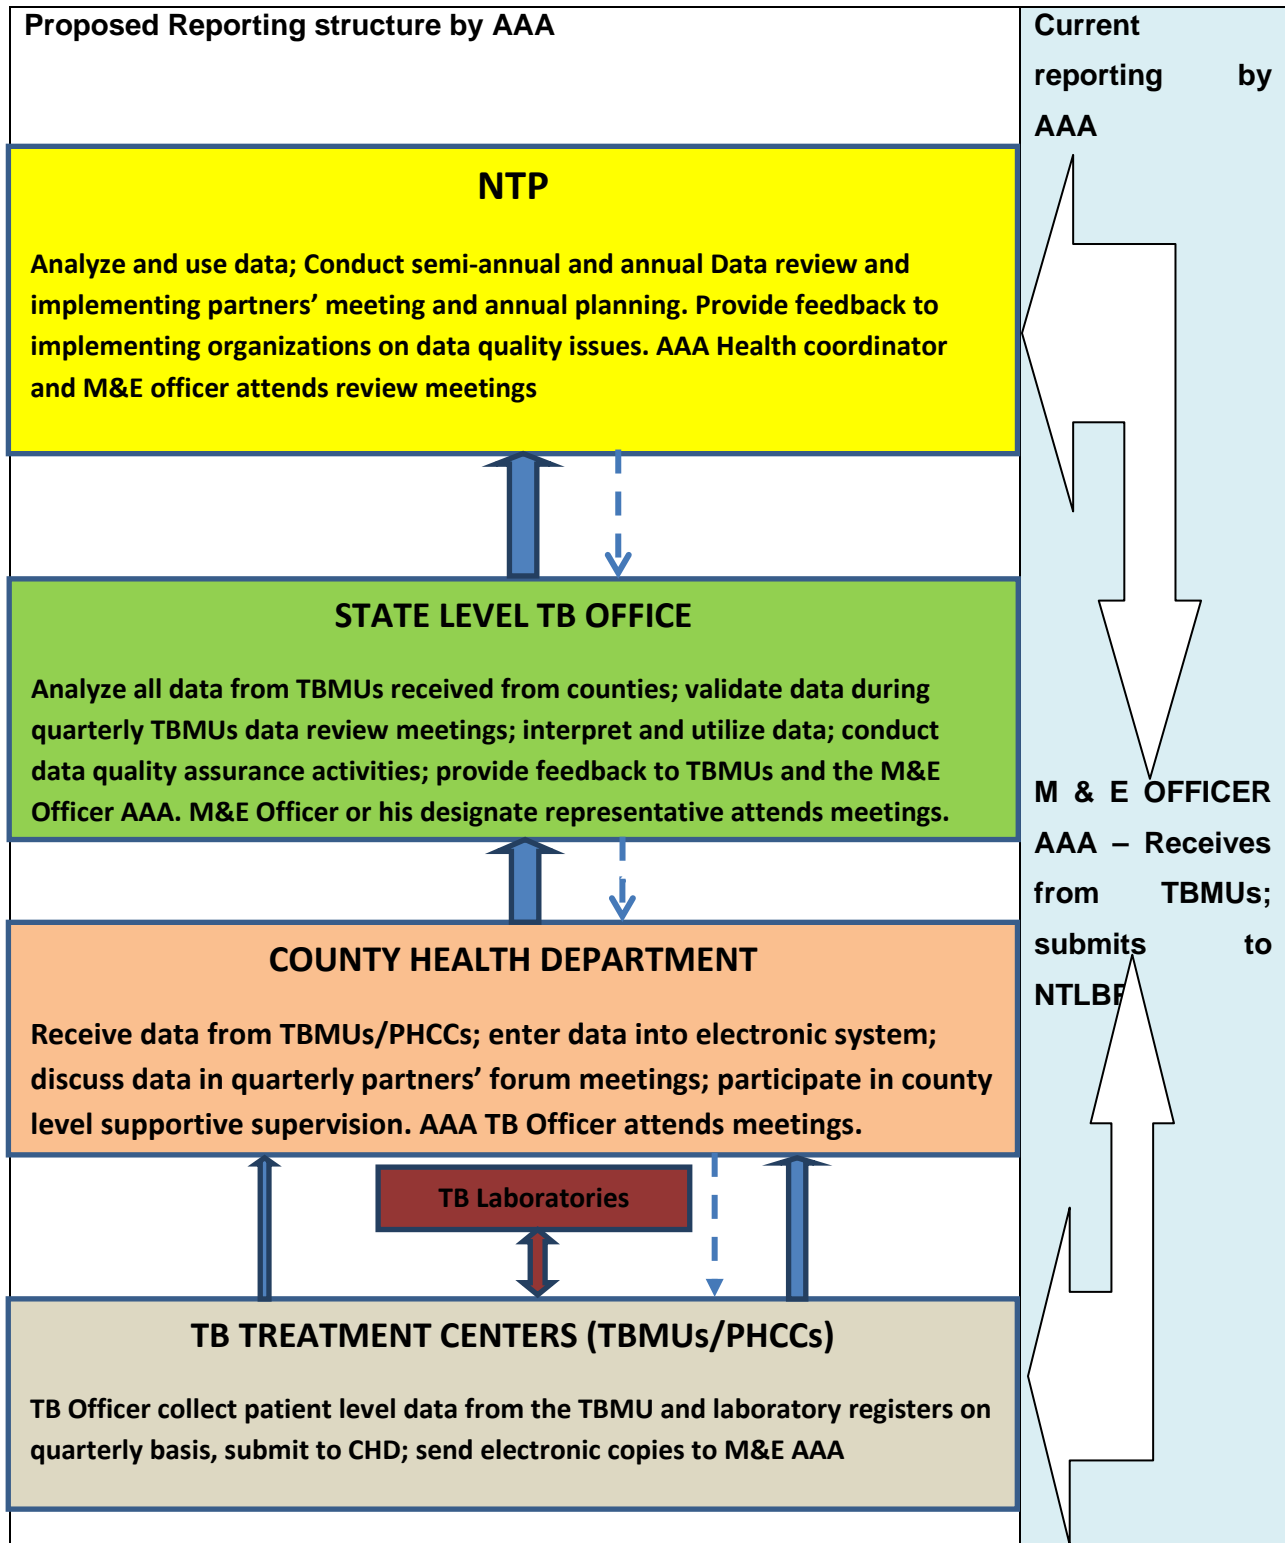 Proposed Reporting structure by AAA
NTP
Analyze and use data; Conduct semi-annual and annual Data review and
implementing partners’ meeting and annual planning. Provide feedback to
implementing organizations on data quality issues. AAA Health coordinator
and M&E officer attends review meetings
STATE LEVEL TB OFFICE
Analyze all data from TBMUs received from counties; validate data during
quarterly TBMUs data review meetings; interpret and utilize data; conduct
data quality assurance activities; provide feedback to TBMUs and the M&E
Officer AAA. M&E Officer or his designate representative attends meetings.
COUNTY HEALTH DEPARTMENT
Receive data from TBMUs/PHCCs; enter data into electronic system;
discuss data in quarterly partners’ forum meetings; participate in county
level supportive supervision. AAA TB Officer attends meetings.
TB Laboratories
TB TREATMENT CENTERS (TBMUs/PHCCs)
TB Officer collect patient level data from the TBMU and laboratory registers on
quarterly basis, submit to CHD; send electronic copies to M&E AAA
Current
reporting by
AAA
M & E OFFICER
AAA – Receives
from TBMUs;
submits to